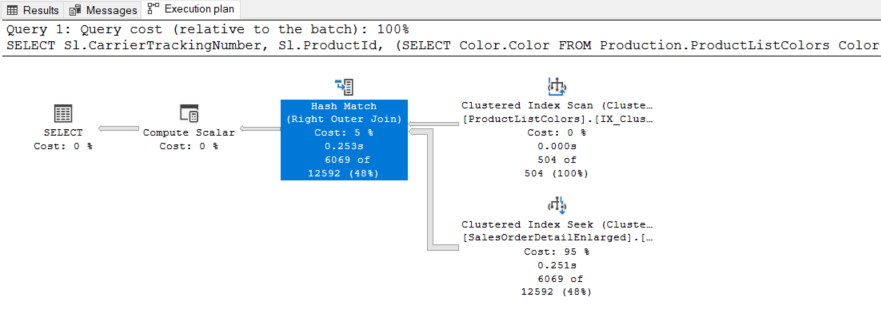 Results Messages Execution plan
Query 1: Query cost (relative to the batch): 100%
SELECT Sl.CarrierTrackingNumber, Sl.ProductId, (SELECT Color.Color FROM Production.ProductListColors Color
Hash Match
(Right Outer Join)
Cost: 5 %
0.253s
6069 of
12592 (48%)
Clustered Index Scan (Cluste…
[ProductListColors].[IX_Clus…
Cost: 0 %
0.000s
504 of
504 (100%)
SELECT
Cost: 0 %
Compute Scalar
Cost: 0 %
Clustered Index Seek (Cluste…
[SalesOrderDetailEnlarged].[…
Cost: 95 %
0.251s
6069 of
12592 (48%)